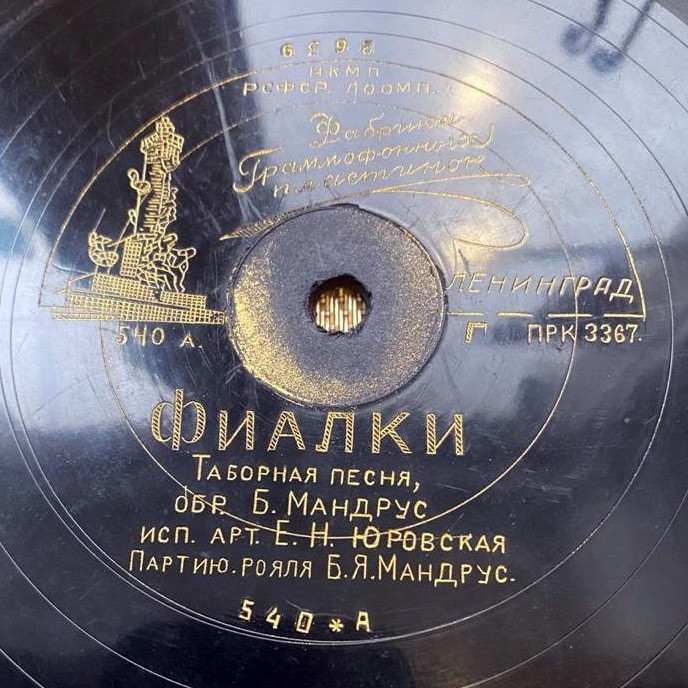 НКМП
РСФСР. ЛООМП.
Фабрика
Граммофонных
пластинок
ЛЕНИНГРАД
540 А.
Г ПРК 3367.
ФИАЛКИ
ТАБОРНАЯ ПЕСНЯ,
ОБР. Б. МАНДРУС
ИСП. АРТ. Е. Н. ЮРОВСКАЯ
ПАРТИЮ.РОЯЛЯ Б.Я.МАНДРУС.
540*А